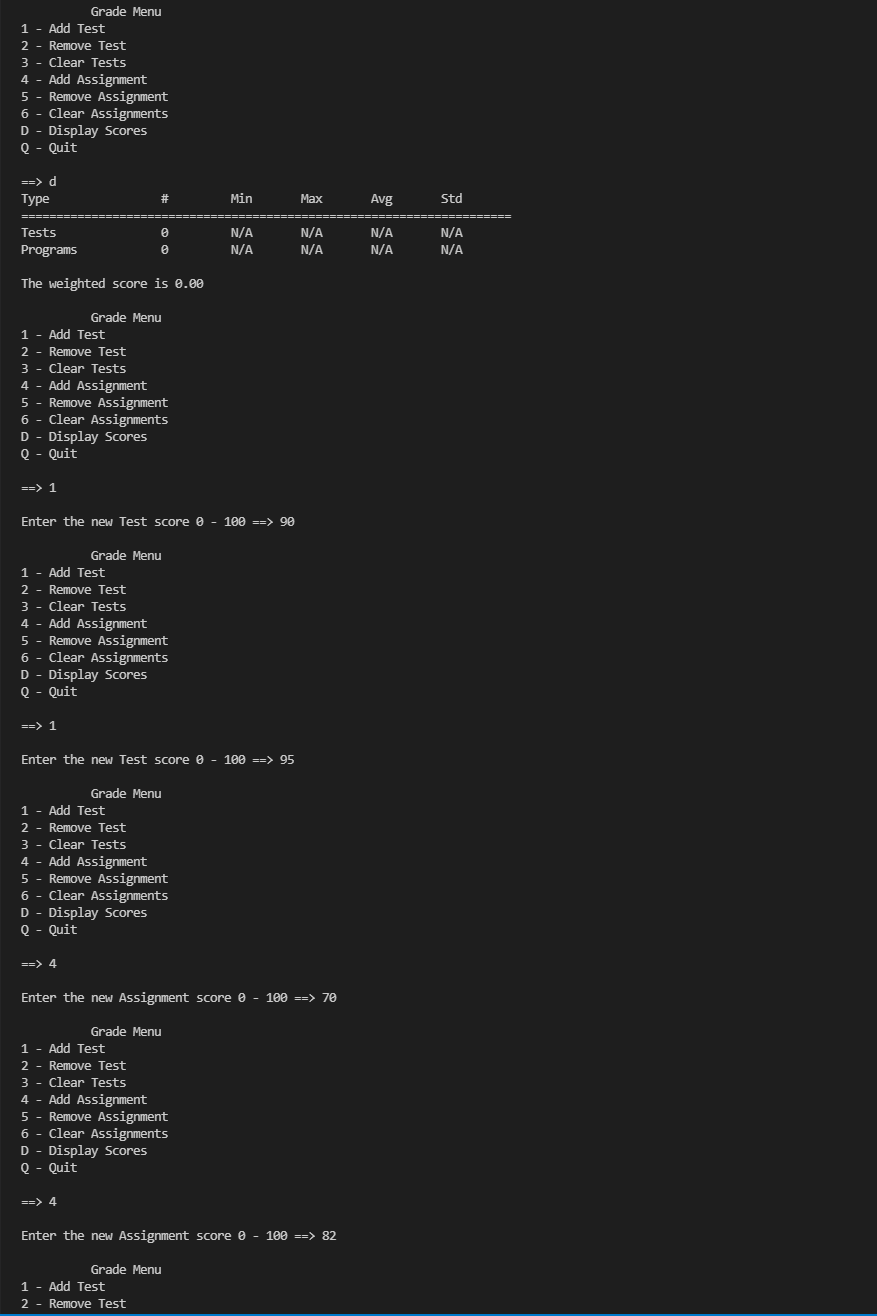 Grade Menu
1 - Add Test
2 - Remove Test
3 - Clear Tests
4 - Add Assignment
5 - Remove Assignment
6 - Clear Assignments
D - Display Scores
Q - Quit
==> d
Type # Min Max Avg Std
======================================================================
Tests 0 N/A N/A N/A N/A
Programs 0 N/A N/A N/A N/A
The weighted score is 0.00
Grade Menu
1 - Add Test
2 - Remove Test
3 - Clear Tests
4 - Add Assignment
5 - Remove Assignment
6 - Clear Assignments
D - Display Scores
Q - Quit
==> 1
Enter the new Test score 0 - 100 ==> 90
Grade Menu
1 - Add Test
2 - Remove Test
3 - Clear Tests
4 - Add Assignment
5 - Remove Assignment
6 - Clear Assignments
D - Display Scores
Q - Quit
==> 1
Enter the new Test score 0 - 100 ==> 95
Grade Menu
1 - Add Test
2 - Remove Test
3 - Clear Tests
4 - Add Assignment
5 - Remove Assignment
6 - Clear Assignments
D - Display Scores
Q - Quit
==> 4
Enter the new Assignment score 0 - 100 ==> 70
Grade Menu
1 - Add Test
2 - Remove Test
3 - Clear Tests
4 - Add Assignment
5 - Remove Assignment
6 - Clear Assignments
D - Display Scores
Q - Quit
==> 4
Enter the new Assignment score 0 - 100 ==> 82
Grade Menu
1 - Add Test
2 - Remove Test